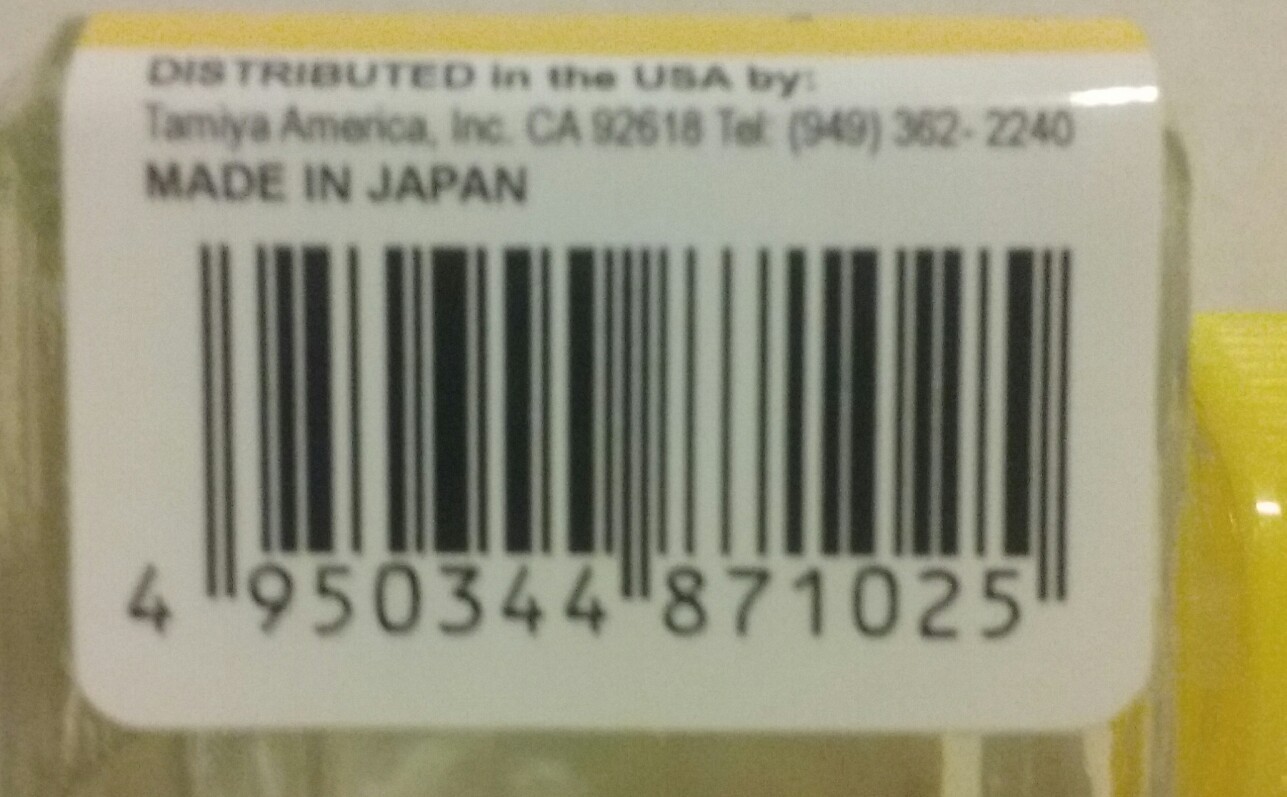 DISTRIBUTED in the USA by:
Tamiya America, Inc. CA 92618 Tel: (949) 362- 2240
MADE IN JAPAN
4 950344 871025